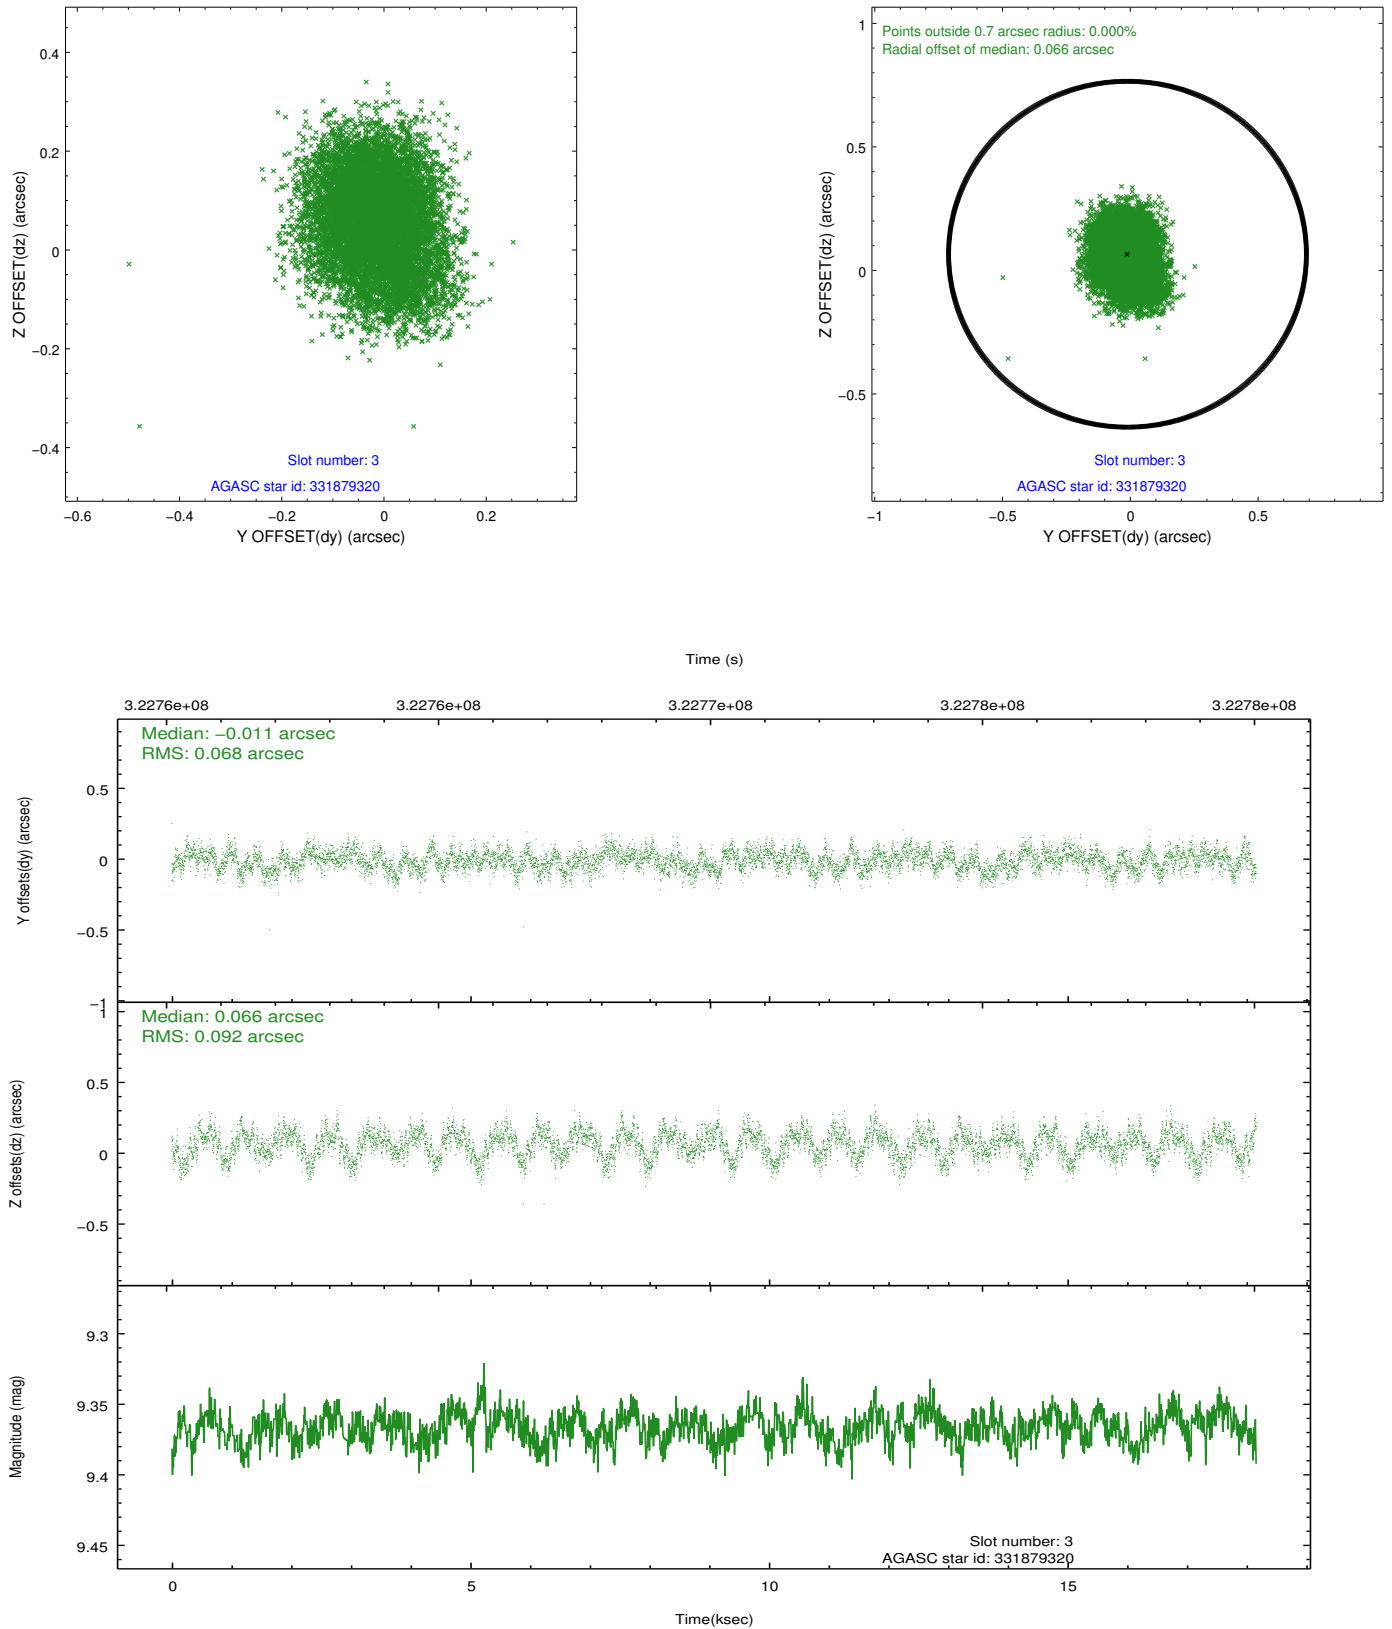 0.4
0.2
0
−0.2
−0.4
Z OFFSET(dz) (arcsec)
Slot number: 3
AGASC star id: 331879320
−0.6 −0.4 −0.2 0 0.2
Y OFFSET(dy) (arcsec)
Points outside 0.7 arcsec radius: 0.000%
Radial offset of median: 0.066 arcsec
1
0.5
0
−0.5
Z OFFSET(dz) (arcsec)
Slot number: 3
AGASC star id: 331879320
−1 −0.5 0 0.5
Y OFFSET(dy) (arcsec)
Time (s)
3.2276e+08 3.2276e+08 3.2277e+08 3.2278e+08 3.2278e+08
Median: −0.011 arcsec
RMS: 0.068 arcsec
0.5
0
−0.5
−1
Y offsets(dy) (arcsec)
Median: 0.066 arcsec
RMS: 0.092 arcsec
1
0.5
0
−0.5
Z offsets(dz) (arcsec)
9.3
9.35
9.4
9.45
Magnitude (mag)
Slot number: 3
AGASC star id: 331879320
0 5 10 15
Time(ksec)